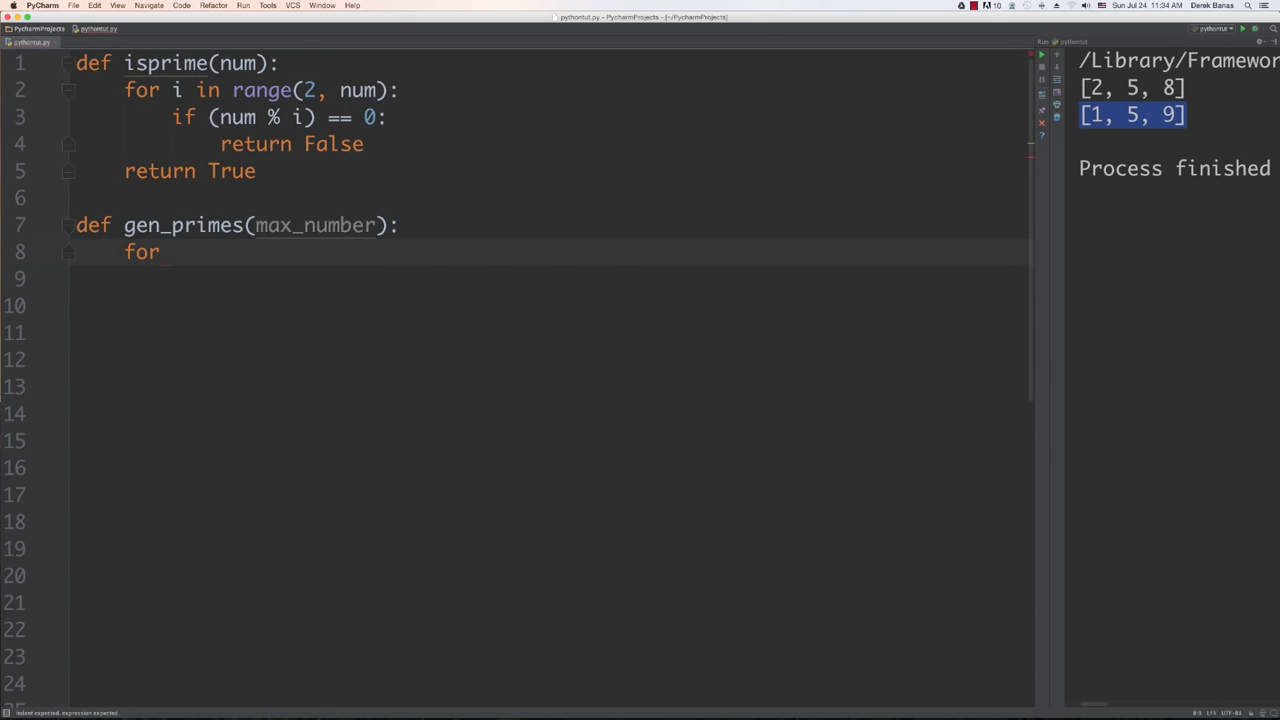 PyCharm File Edit View Navigate Code Refactor Run Tools VCS Window Help 10 Sun Jul 24 11:34 AM Derek Banas
pythontut.py - PycharmProjects - [~/PycharmProjects]
PycharmProjects pythontut.py pythontut
pythontut.py Run pythontut
1 def isprime(num):
2 for i in range(2, num):
3 if (num % i) == 0:
4 return False
5 return True
6
7 def gen_primes(max_number):
8 for
9
10
11
12
13
14
15
16
17
18
19
20
21
22
23
24
25
/Library/Framewor
[2, 5, 8]
[1, 5, 9]
Process finished
Indent expected. expression expected. 8:5 LF≑ UTF-8≑